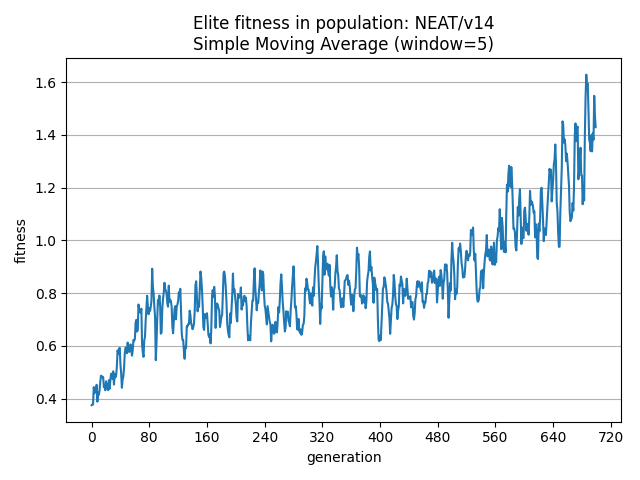 Elite fitness in population: NEAT/v14
Simple Moving Average (window=5)
1.6
1.4
1.2
1.0
0.8
0.6
0.4
fitness
0 80 160 240 320 400 480 560 640 720
generation